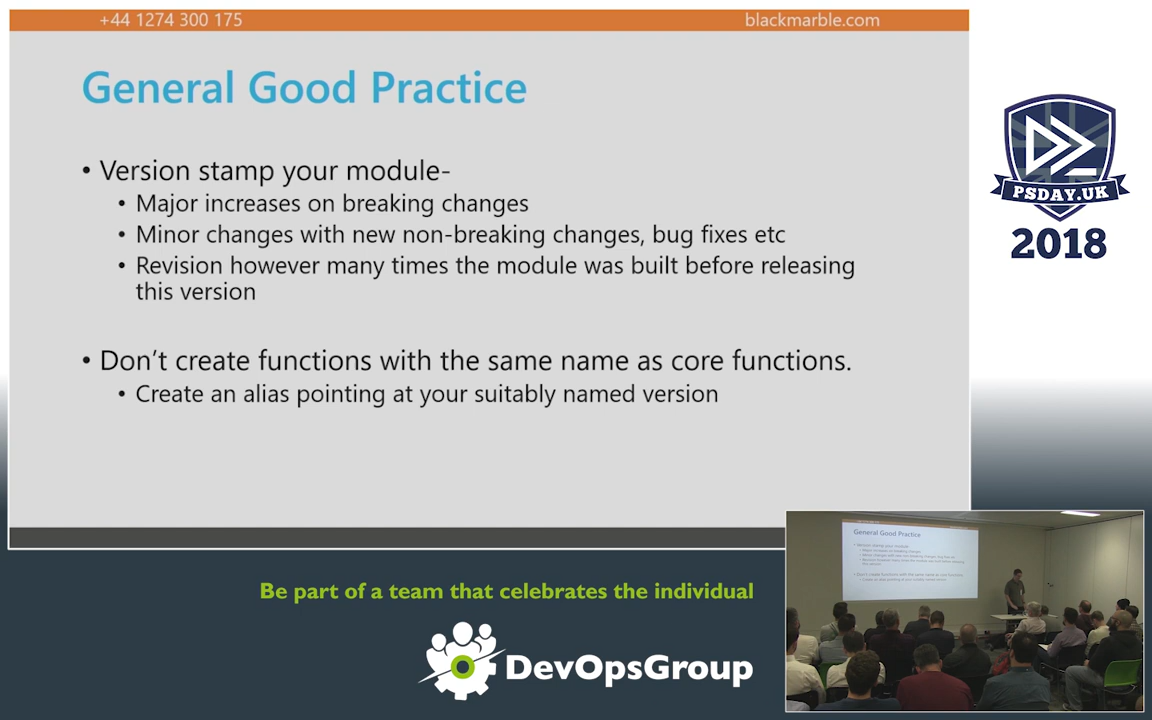 +44 1274 300 175
blackmarble.com
General Good Practice
• Version stamp your module-
• Major increases on breaking changes
• Minor changes with new non-breaking changes, bug fixes etc
• Revision however many times the module was built before releasing
this version
• Don't create functions with the same name as core functions.
• Create an alias pointing at your suitably named version
PSDAY.UK
2018
Be part of a team that celebrates the individual
DevOpsGroup
General Good Practice